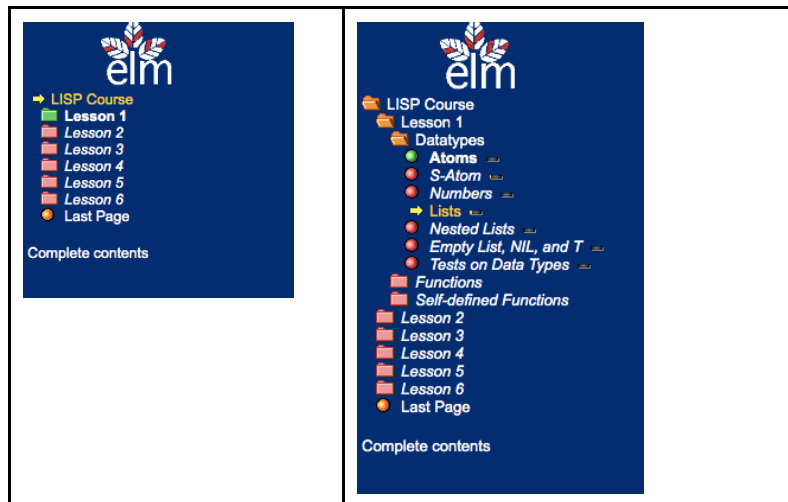 elm
LISP Course
Lesson 1
Lesson 2
Lesson 3
Lesson 4
Lesson 5
Lesson 6
Last Page
Complete contents
elm
LISP Course
Lesson 1
Datatypes
Atoms
S-Atom
Numbers
Lists
Nested Lists
Empty List, NIL, and T
Tests on Data Types
Functions
Self-defined Functions
Lesson 2
Lesson 3
Lesson 4
Lesson 5
Lesson 6
Last Page
Complete contents